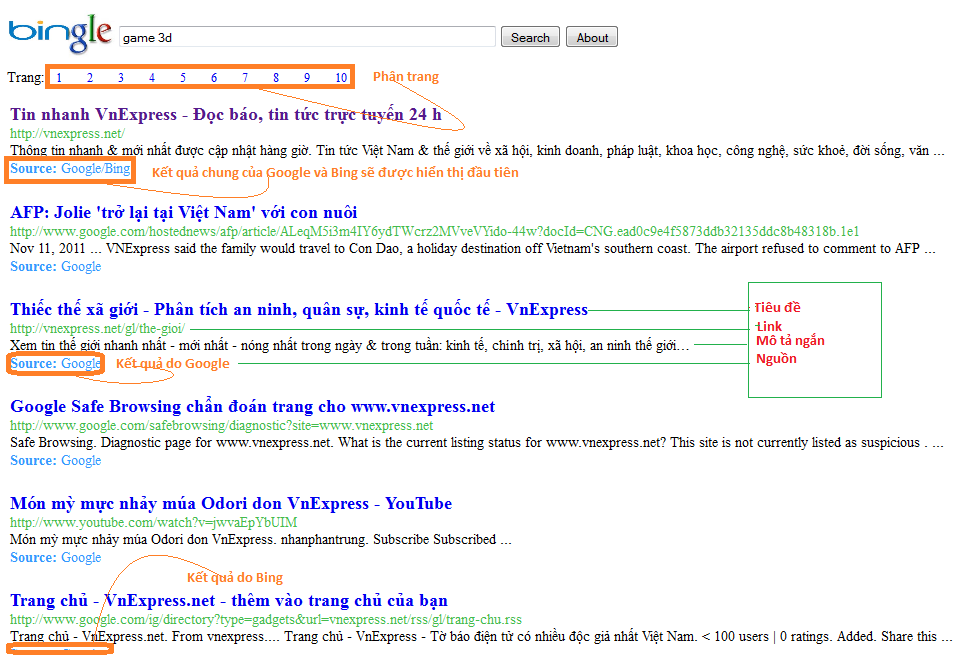 bingle game 3d Search About
Trang: 1 2 3 4 5 6 7 8 9 10 Phân trang
Tin nhanh VnExpress - Đọc báo, tin tức trực tuyến 24 h
http://vnexpress.net/
Thông tin nhanh & mới nhất được cập nhật hàng giờ. Tin tức Việt Nam & thế giới về xã hội, kinh doanh, pháp luật, khoa học, công nghệ, sức khoẻ, đời sống, văn ...
Source: Google/Bing Kết quả chung của Google và Bing sẽ được hiển thị đầu tiên
AFP: Jolie 'trở lại tại Việt Nam' với con nuôi
http://www.google.com/hostednews/afp/article/ALeqM5i3m4IY6ydTWcrz2MVveVYido-44w?docId=CNG.ead0c9e4f5873ddb32135ddc8b48318b.1e1
Nov 11, 2011 ... VNExpress said the family would travel to Con Dao, a holiday destination off Vietnam's southern coast. The airport refused to comment to AFP ...
Source: Google
Thiếc thế xã giới - Phân tích an ninh, quân sự, kinh tế quốc tế - VnExpress Tiêu đề
http://vnexpress.net/gl/the-gioi/ Link
Xem tin thế giới nhanh nhất - mới nhất - nóng nhất trong ngày & trong tuần: kinh tế, chính trị, xã hội, an ninh thế giới… Mô tả ngắn
Source: Google Kết quả do Google Nguồn
Google Safe Browsing chẩn đoán trang cho www.vnexpress.net
http://www.google.com/safebrowsing/diagnostic?site=www.vnexpress.net
Safe Browsing. Diagnostic page for www.vnexpress.net. What is the current listing status for www.vnexpress.net? This site is not currently listed as suspicious . ...
Source: Google
Món mỳ mực nhảy múa Odori don VnExpress - YouTube
http://www.youtube.com/watch?v=jwvaEpYbUIM
Món mỳ mực nhảy múa Odori don VnExpress. nhanphantrung. Subscribe Subscribed ...
Source: Google
Kết quả do Bing
Trang chủ - VnExpress.net - thêm vào trang chủ của bạn
http://www.google.com/ig/directory?type=gadgets&url=vnexpress.net/rss/gl/trang-chu.rss
Trang chủ - VnExpress.net. From vnexpress.... Trang chủ - VnExpress - Tờ báo điện tử có nhiều độc giả nhất Việt Nam. < 100 users | 0 ratings. Added. Share this ...